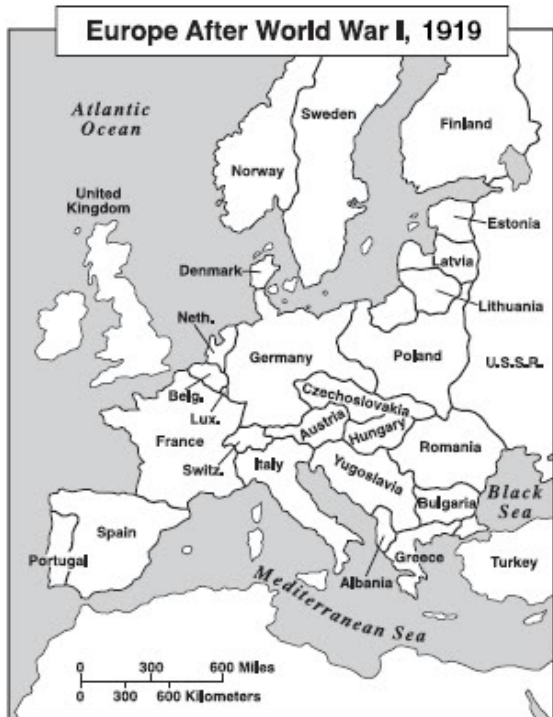 Europe After World War I, 1919
Atlantic
Ocean
Sweden
Finland
Norway
United
Kingdom
Estonia
Latvia
Denmark
Lithuania
Neth.
Germany
Poland
U.S.S.R.
Belg.
Czechoslovakia
Lux.
Austria
Hungary
France
Romania
Switz.
Italy
Yugoslavia
Black
Sea
Bulgaria
Spain
Portugal
Greece
Turkey
Albania
Mediterranean Sea
0 300 600 Miles
0 300 600 Kilometers